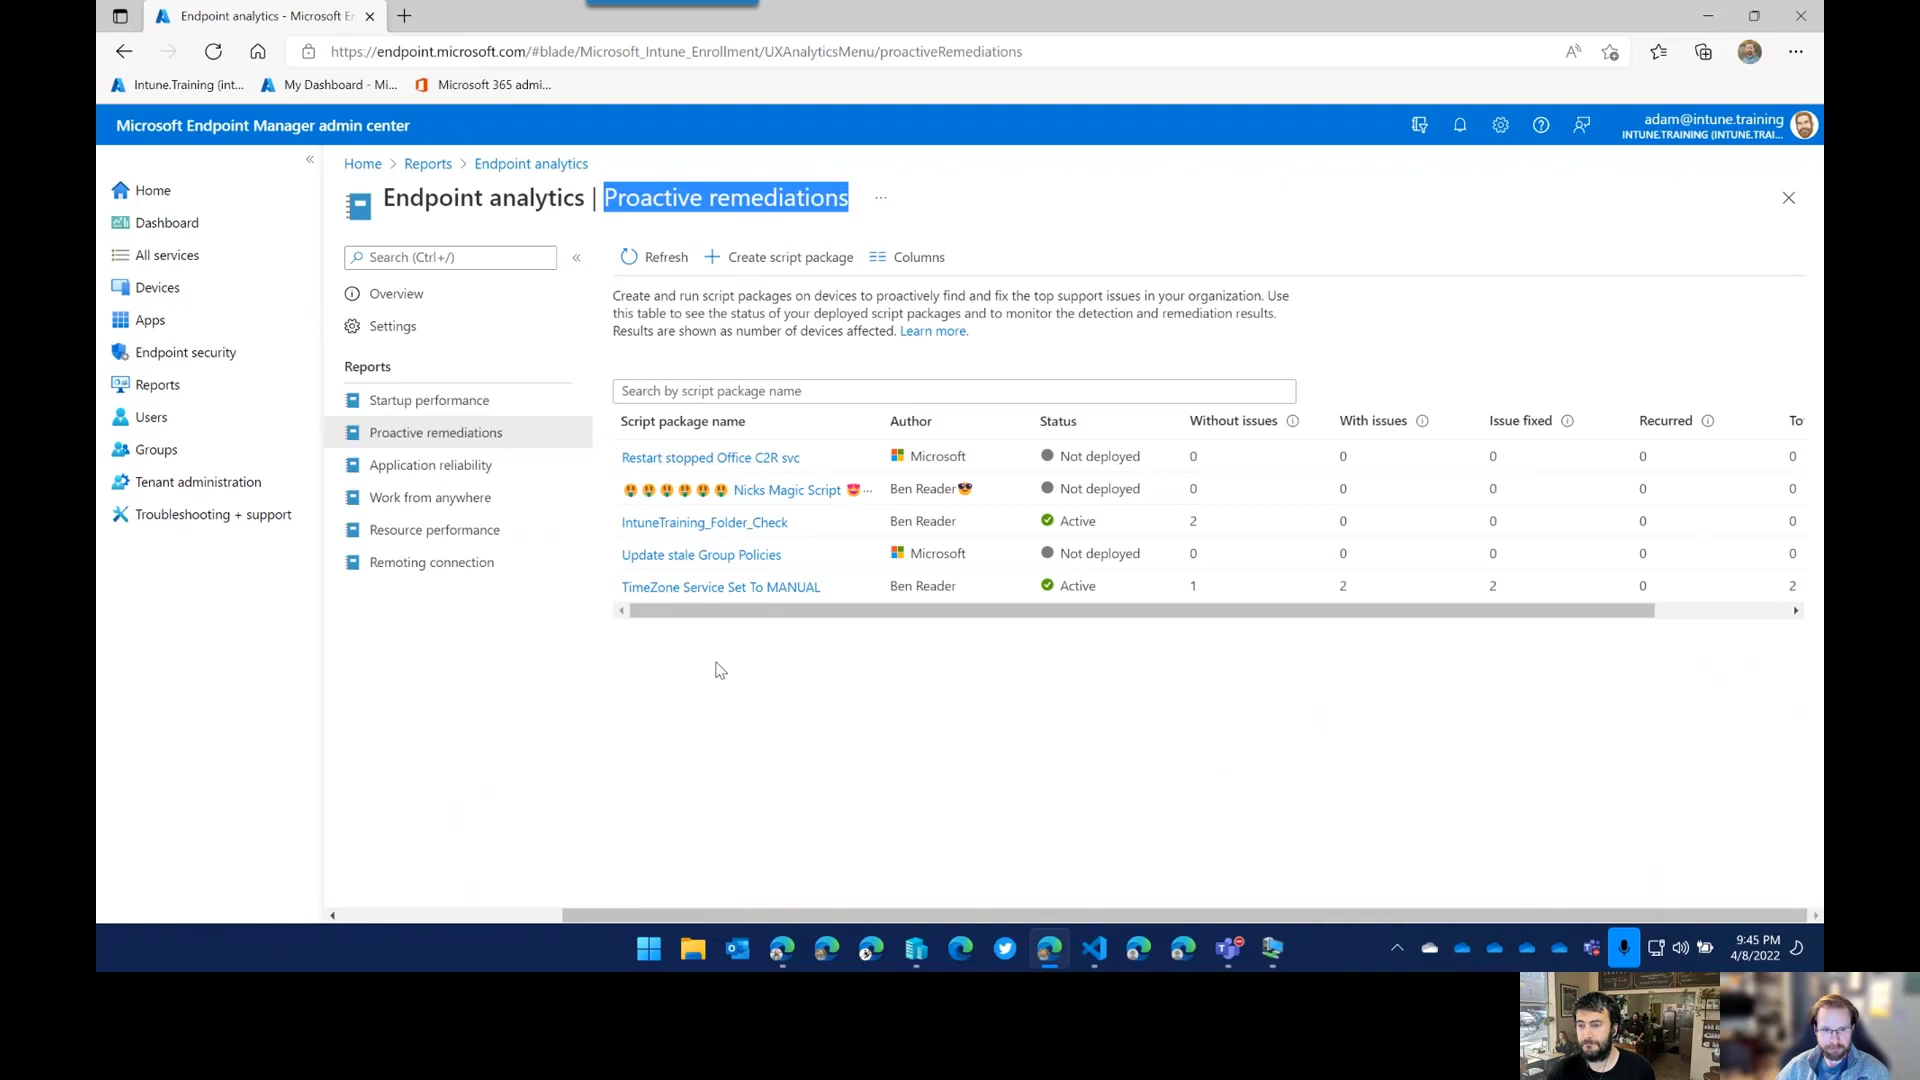 Endpoint analytics - Microsoft E
https://endpoint.microsoft.com/#blade/Microsoft_Intune_Enrollment/UXAnalyticsMenu/proactiveRemediations
Intune.Training (int...
My Dashboard - Mi...
Microsoft 365 admi...
Microsoft Endpoint Manager admin center
adam@intune.training
INTUNE.TRAINING (INTUNE.TRAI...
Home > Reports > Endpoint analytics
Endpoint analytics | Proactive remediations ...
Home
Dashboard
All services
Devices
Apps
Endpoint security
Reports
Users
Groups
Tenant administration
Troubleshooting + support
Search (Ctrl+/)
Overview
Settings
Reports
Startup performance
Proactive remediations
Application reliability
Work from anywhere
Resource performance
Remoting connection
Refresh + Create script package Columns
Create and run script packages on devices to proactively find and fix the top support issues in your organization. Use
this table to see the status of your deployed script packages and to monitor the detection and remediation results.
Results are shown as number of devices affected. Learn more.
Search by script package name
Script package name Author Status Without issues With issues Issue fixed Recurred To
Restart stopped Office C2R svc Microsoft Not deployed 0 0 0 0 0
🤑🤑🤑🤑🤑🤑 Nicks Magic Script 🤩... Ben Reader😎 Not deployed 0 0 0 0 0
IntuneTraining_Folder_Check Ben Reader Active 2 0 0 0 0
Update stale Group Policies Microsoft Not deployed 0 0 0 0 0
TimeZone Service Set To MANUAL Ben Reader Active 1 2 2 0 2
9:45 PM
4/8/2022